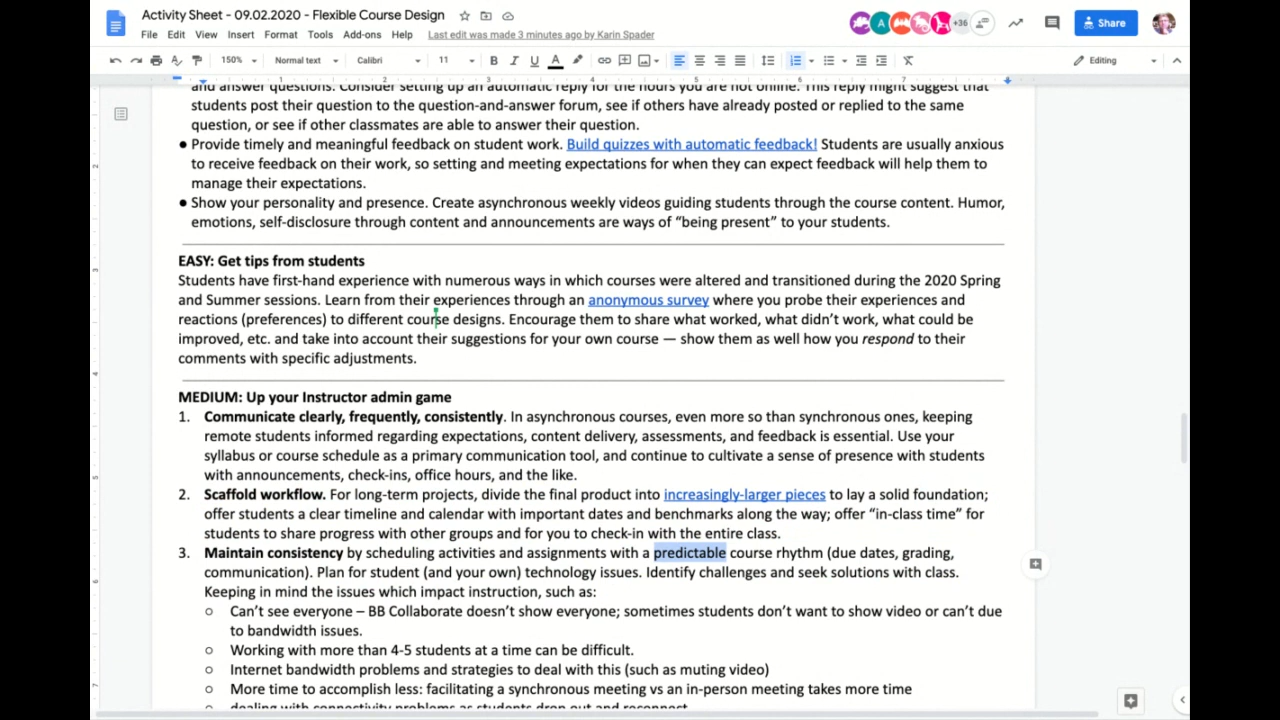 Activity Sheet - 09.02.2020 - Flexible Course Design
A
+36
Share
File Edit View Insert Format Tools Add-ons Help Last edit was made 3 minutes ago by Karin Spader
150% Normal text Calibri 11 B I U A Editing
1 2 3 4 5 6 7
and answer questions. Consider setting up an automatic reply for the hours you are not online. This reply might suggest that
students post their question to the question-and-answer forum, see if others have already posted or replied to the same
question, or see if other classmates are able to answer their question.
● Provide timely and meaningful feedback on student work. Build quizzes with automatic feedback! Students are usually anxious
to receive feedback on their work, so setting and meeting expectations for when they can expect feedback will help them to
manage their expectations.
● Show your personality and presence. Create asynchronous weekly videos guiding students through the course content. Humor,
emotions, self-disclosure through content and announcements are ways of “being present” to your students.
EASY: Get tips from students
Students have first-hand experience with numerous ways in which courses were altered and transitioned during the 2020 Spring
and Summer sessions. Learn from their experiences through an anonymous survey where you probe their experiences and
reactions (preferences) to different course designs. Encourage them to share what worked, what didn’t work, what could be
improved, etc. and take into account their suggestions for your own course — show them as well how you respond to their
comments with specific adjustments.
MEDIUM: Up your Instructor admin game
1. Communicate clearly, frequently, consistently. In asynchronous courses, even more so than synchronous ones, keeping
remote students informed regarding expectations, content delivery, assessments, and feedback is essential. Use your
syllabus or course schedule as a primary communication tool, and continue to cultivate a sense of presence with students
with announcements, check-ins, office hours, and the like.
2. Scaffold workflow. For long-term projects, divide the final product into increasingly-larger pieces to lay a solid foundation;
offer students a clear timeline and calendar with important dates and benchmarks along the way; offer “in-class time” for
students to share progress with other groups and for you to check-in with the entire class.
3. Maintain consistency by scheduling activities and assignments with a predictable course rhythm (due dates, grading,
communication). Plan for student (and your own) technology issues. Identify challenges and seek solutions with class.
Keeping in mind the issues which impact instruction, such as:
○ Can’t see everyone – BB Collaborate doesn’t show everyone; sometimes students don’t want to show video or can’t due
to bandwidth issues.
○ Working with more than 4-5 students at a time can be difficult.
○ Internet bandwidth problems and strategies to deal with this (such as muting video)
○ More time to accomplish less: facilitating a synchronous meeting vs an in-person meeting takes more time
dealing with connectivity problems as students drop out and reconnect